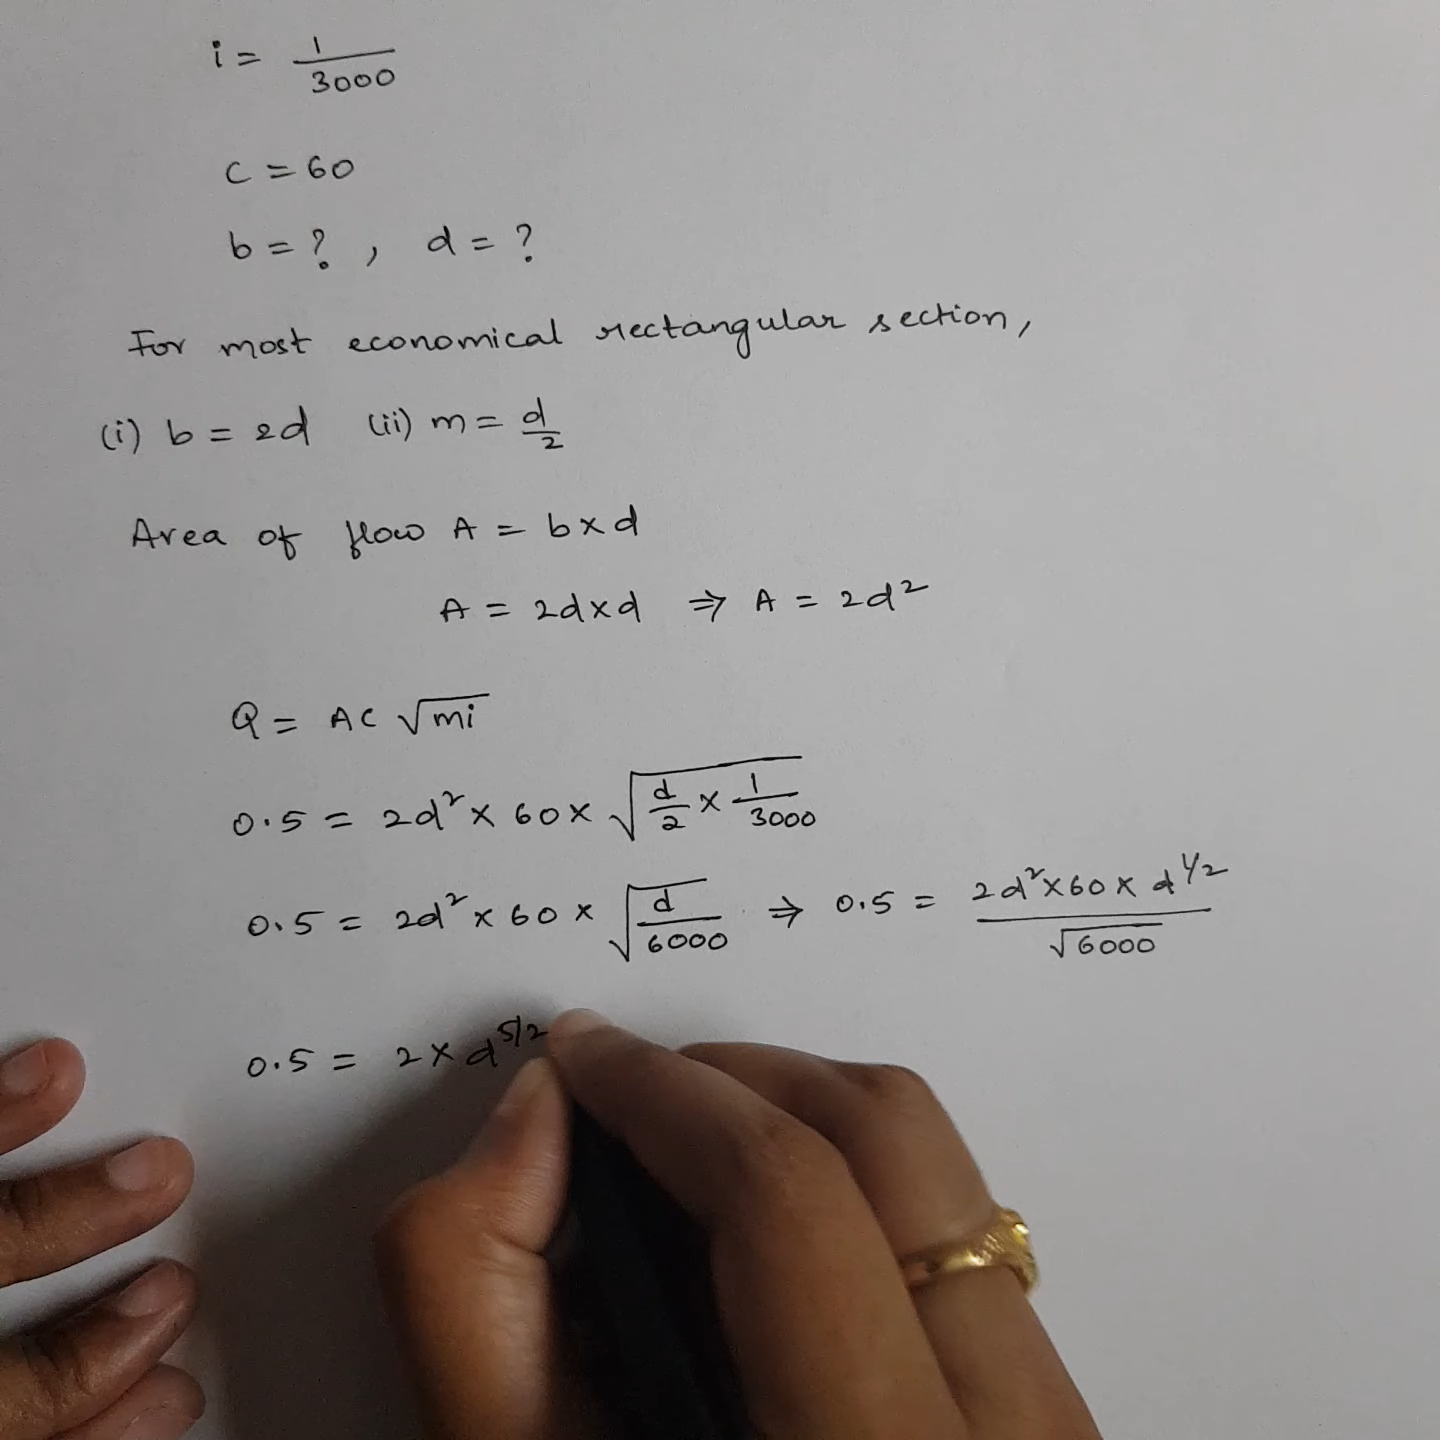 i = 1/3000
C = 60
b = ? , d = ?
For most economical rectangular section,
(i) b = 2d (ii) m = d/2
Area of flow A = b x d
A = 2d x d ⇒ A = 2d²
Q = AC √mi
0.5 = 2d² x 60 x √(d/2 x 1/3000)
0.5 = 2d² x 60 x √(d/6000) ⇒ 0.5 = (2d² x 60 x d^1/2)/√6000
0.5 = 2 x d^5/2